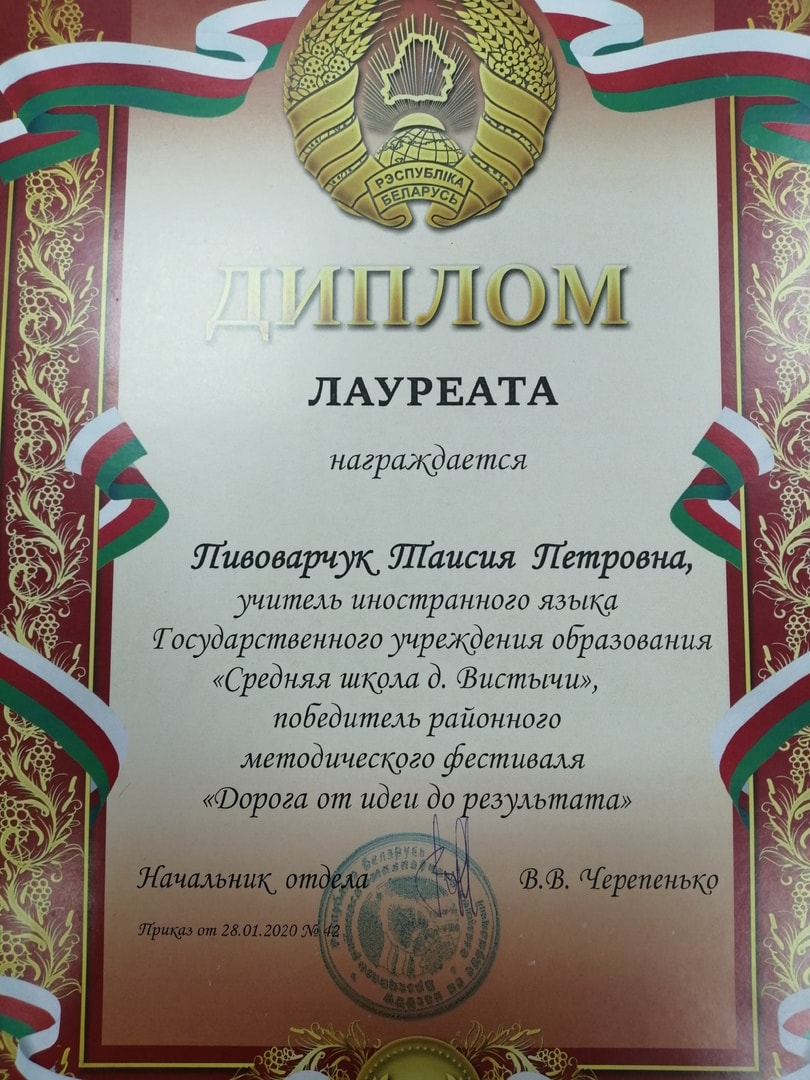 РЭСПУБЛІКА
БЕЛАРУСЬ
ДИПЛОМ
ЛАУРЕАТА
награждается
Пивоварчук Таисия Петровна,
учитель иностранного языка
Государственного учреждения образования
«Средняя школа д. Вистычи»,
победитель районного
методического фестиваля
«Дорога от идеи до результата»
Начальник отдела В.В. Черепенько
Приказ от 28.01.2020 № 42
Беларусь